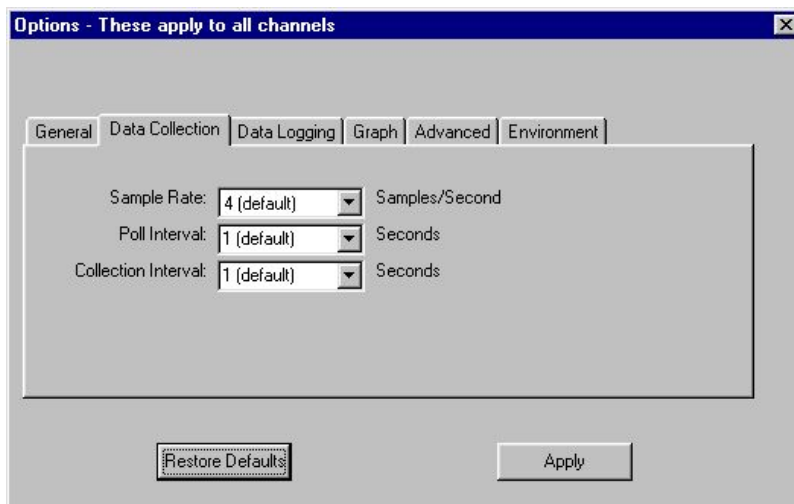 Options - These apply to all channels
General Data Collection Data Logging Graph Advanced Environment
Sample Rate: 4 (default) Samples/Second
Poll Interval: 1 (default) Seconds
Collection Interval: 1 (default) Seconds
Restore Defaults Apply